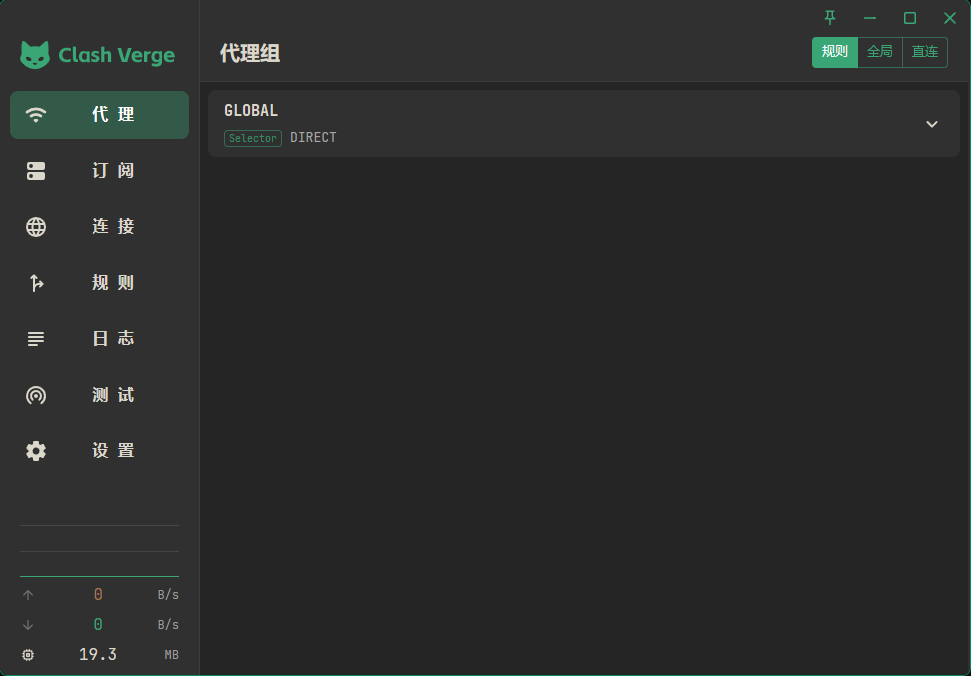 Clash Verge
代理
订阅
连接
规则
日志
测试
设置
0 B/s
0 B/s
19.3 MB
代理组
规则 全局 直连
GLOBAL
Selector DIRECT